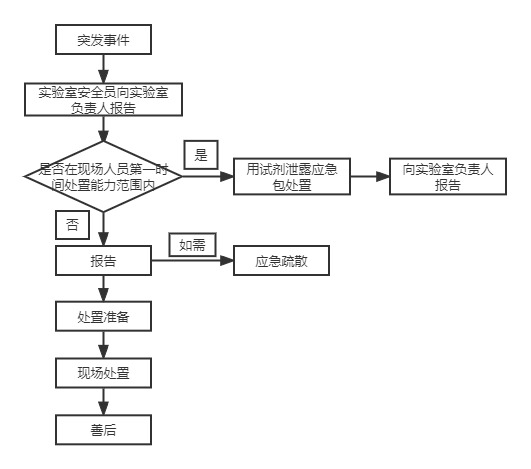 突发事件
实验室安全员向实验室
负责人报告
是否在现场人员第一时
间处置能力范围内
是
用试剂泄露应急
包处置
向实验室负责人
报告
否
报告
如需
应急疏散
处置准备
现场处置
善后